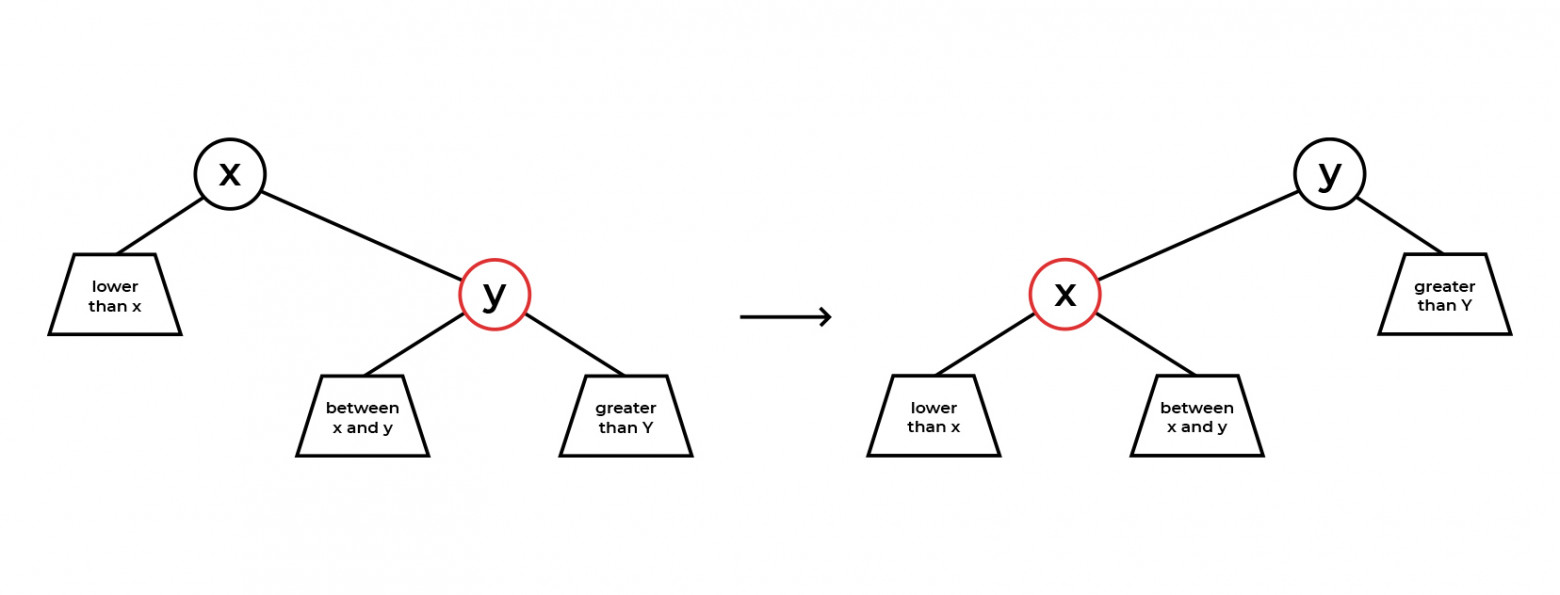 x
lower
than x
y
between
x and y
greater
than Y
y
x
greater
than Y
lower
than x
between
x and y